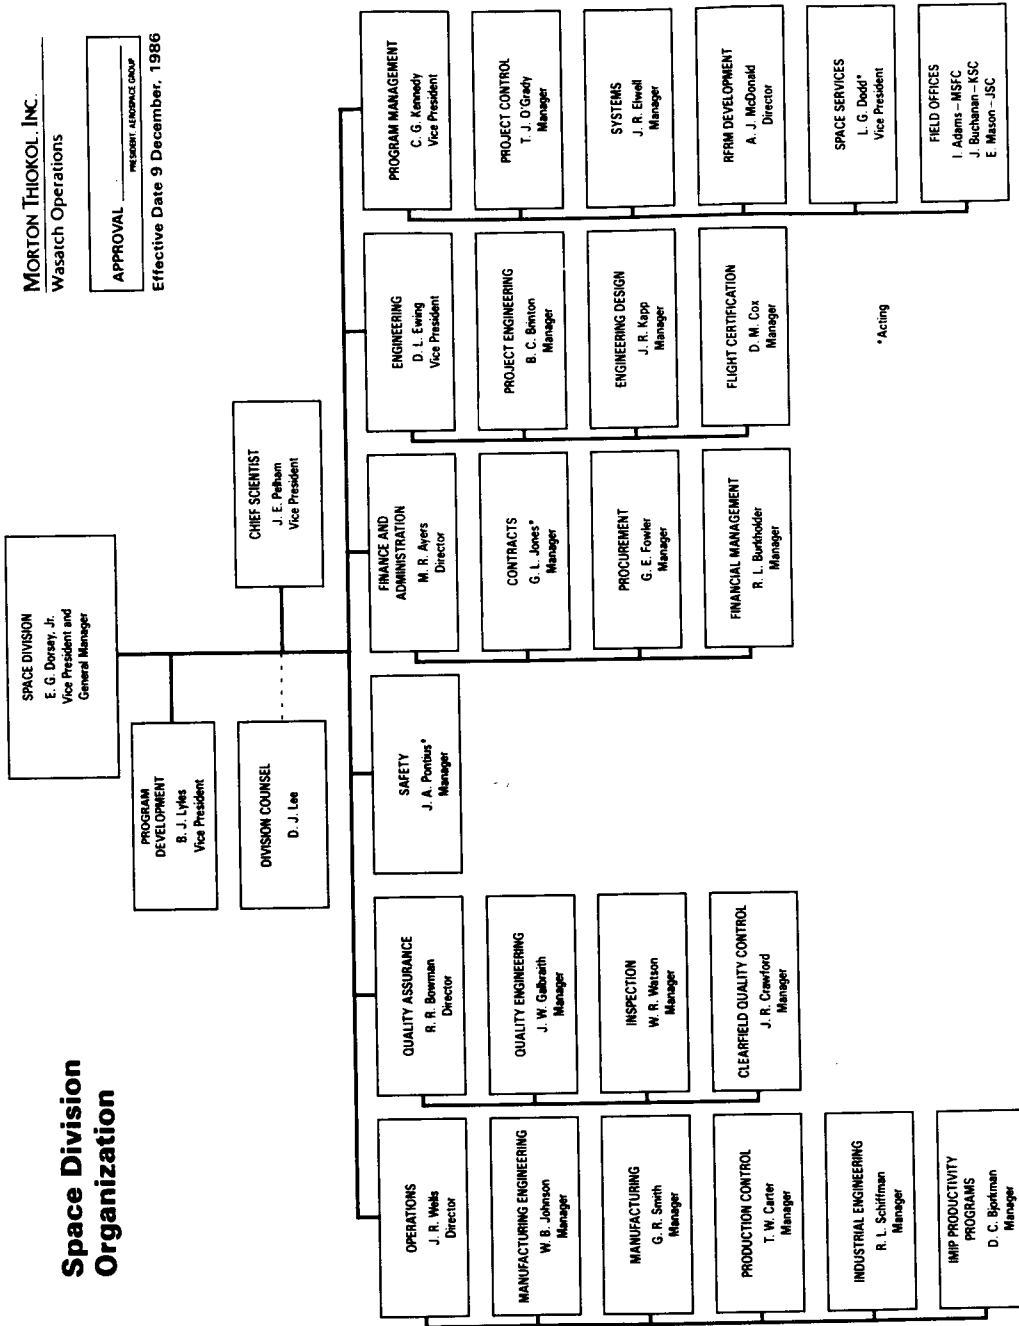 Space Division
Organization
MORTON THIOKOL, INC.
Wasatch Operations
APPROVAL
PRESIDENT, AEROSPACE GROUP
Effective Date 9 December, 1986
SPACE DIVISION
E. G. Dorsey, Jr.
Vice President and
General Manager
PROGRAM
DEVELOPMENT
B. J. Lyles
Vice President
DIVISION COUNSEL
D. J. Lee
CHIEF SCIENTIST
J. E. Pelham
Vice President
OPERATIONS
J. R. Wells
Director
MANUFACTURING ENGINEERING
W. B. Johnson
Manager
MANUFACTURING
G. R. Smith
Manager
PRODUCTION CONTROL
T. W. Carter
Manager
INDUSTRIAL ENGINEERING
R. L. Schiffman
Manager
IMIP PRODUCTIVITY
PROGRAMS
D. C. Bjorkman
Manager
QUALITY ASSURANCE
R. R. Bowman
Director
QUALITY ENGINEERING
J. W. Galbraith
Manager
INSPECTION
W. R. Watson
Manager
CLEARFIELD QUALITY CONTROL
J. R. Crawford
Manager
SAFETY
J. A. Pontius*
Manager
FINANCE AND
ADMINISTRATION
M. R. Ayers
Director
CONTRACTS
G. L. Jones*
Manager
PROCUREMENT
G. E. Fowler
Manager
FINANCIAL MANAGEMENT
R. L. Burkholder
Manager
ENGINEERING
D. L. Ewing
Vice President
PROJECT ENGINEERING
B. C. Brinton
Manager
ENGINEERING DESIGN
J. R. Kapp
Manager
FLIGHT CERTIFICATION
D. M. Cox
Manager
PROGRAM MANAGEMENT
C. G. Kennedy
Vice President
PROJECT CONTROL
T. J. O'Grady
Manager
SYSTEMS
J. R. Elwell
Manager
RFRM DEVELOPMENT
A. J. McDonald
Director
SPACE SERVICES
L. G. Dodd*
Vice President
FIELD OFFICES
I. Adams – MSFC
J. Buchanan – KSC
E. Mason – JSC
*Acting